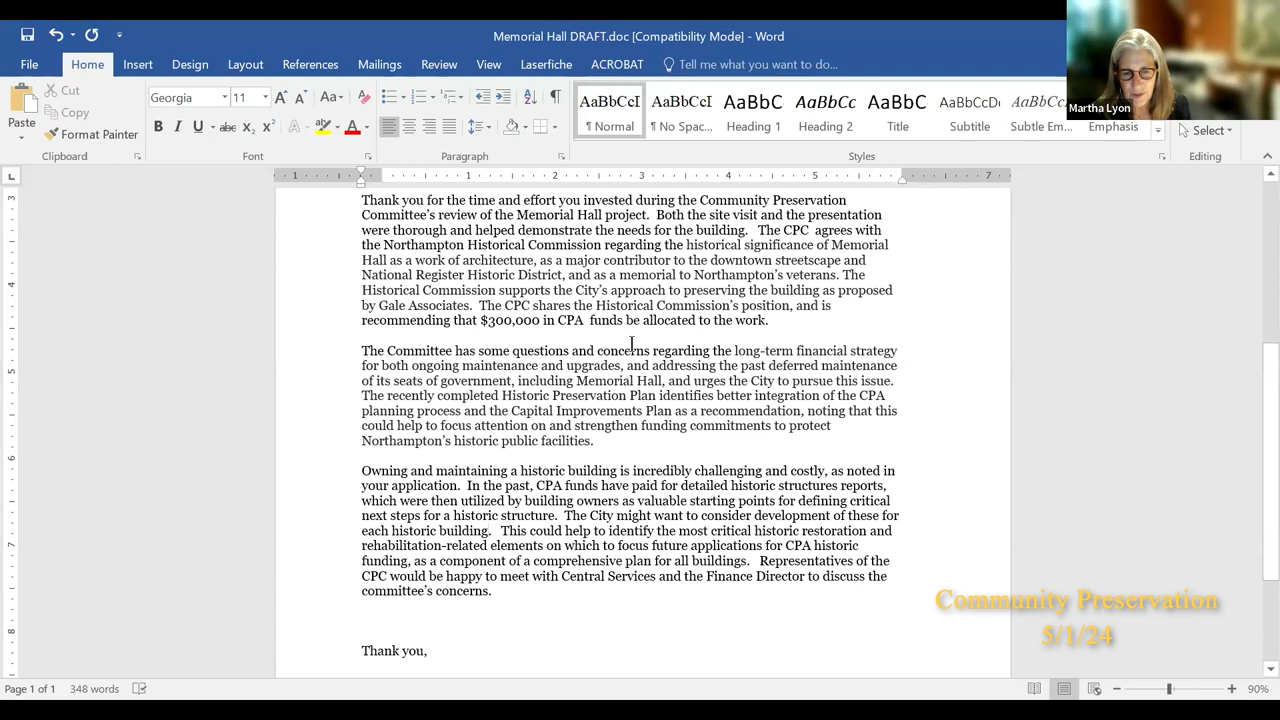 Memorial Hall DRAFT.doc [Compatibility Mode] - Word
File Home Insert Design Layout References Mailings Review View Laserfiche ACROBAT Tell me what you want to do...
Martha Lyon
Paste
Cut
Copy
Format Painter
Georgia 11
AaBbCcI AaBbCcI AaBbC AaBbCc AaBbC AaBbCcDc AaBbCc
¶ Normal ¶ No Spac... Heading 1 Heading 2 Title Subtitle Subtle Em... Emphasis
Select
Clipboard Font Paragraph Styles Editing
1 1 2 3 4 5 7
3
4
5
6
7
8
Thank you for the time and effort you invested during the Community Preservation
Committee's review of the Memorial Hall project. Both the site visit and the presentation
were thorough and helped demonstrate the needs for the building. The CPC agrees with
the Northampton Historical Commission regarding the historical significance of Memorial
Hall as a work of architecture, as a major contributor to the downtown streetscape and
National Register Historic District, and as a memorial to Northampton's veterans. The
Historical Commission supports the City's approach to preserving the building as proposed
by Gale Associates. The CPC shares the Historical Commission's position, and is
recommending that $300,000 in CPA funds be allocated to the work.
The Committee has some questions and concerns regarding the long-term financial strategy
for both ongoing maintenance and upgrades, and addressing the past deferred maintenance
of its seats of government, including Memorial Hall, and urges the City to pursue this issue.
The recently completed Historic Preservation Plan identifies better integration of the CPA
planning process and the Capital Improvements Plan as a recommendation, noting that this
could help to focus attention on and strengthen funding commitments to protect
Northampton's historic public facilities.
Owning and maintaining a historic building is incredibly challenging and costly, as noted in
your application. In the past, CPA funds have paid for detailed historic structures reports,
which were then utilized by building owners as valuable starting points for defining critical
next steps for a historic structure. The City might want to consider development of these for
each historic building. This could help to identify the most critical historic restoration and
rehabilitation-related elements on which to focus future applications for CPA historic
funding, as a component of a comprehensive plan for all buildings. Representatives of the
CPC would be happy to meet with Central Services and the Finance Director to discuss the
committee's concerns.
Thank you,
Community Preservation
5/1/24
Page 1 of 1 348 words 90%